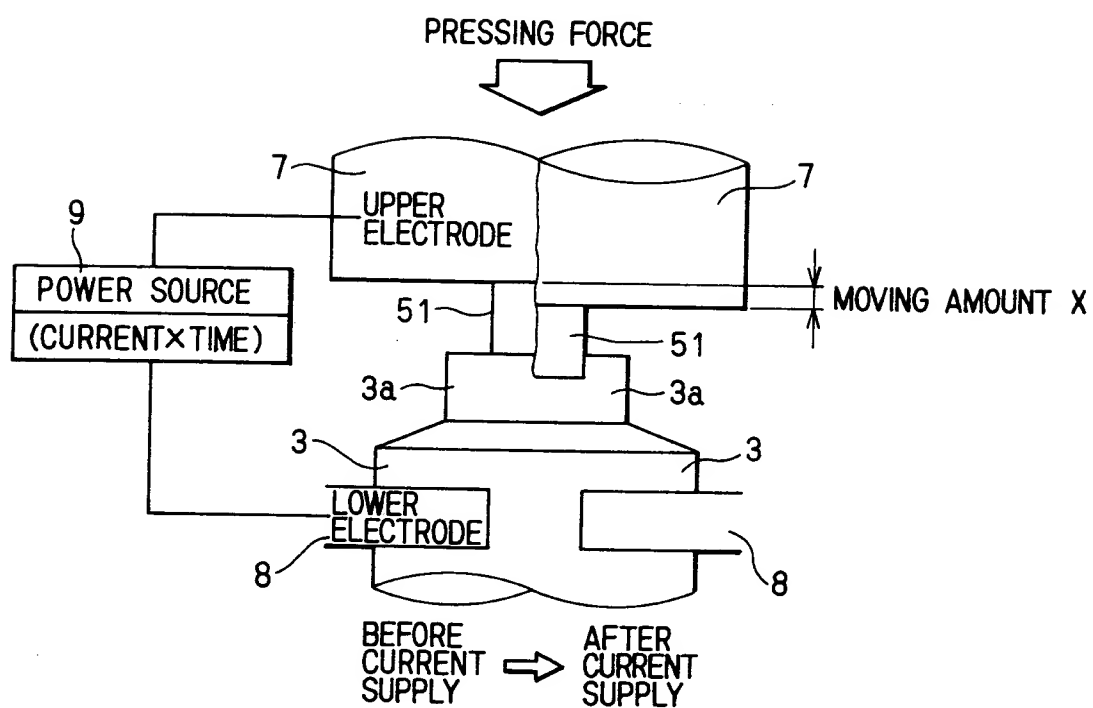 PRESSING FORCE
7
7
UPPER
ELECTRODE
9
POWER SOURCE
(CURRENT×TIME)
MOVING AMOUNT X
51
51
3a
3a
3
3
LOWER
ELECTRODE
8
8
BEFORE
CURRENT
SUPPLY
AFTER
CURRENT
SUPPLY